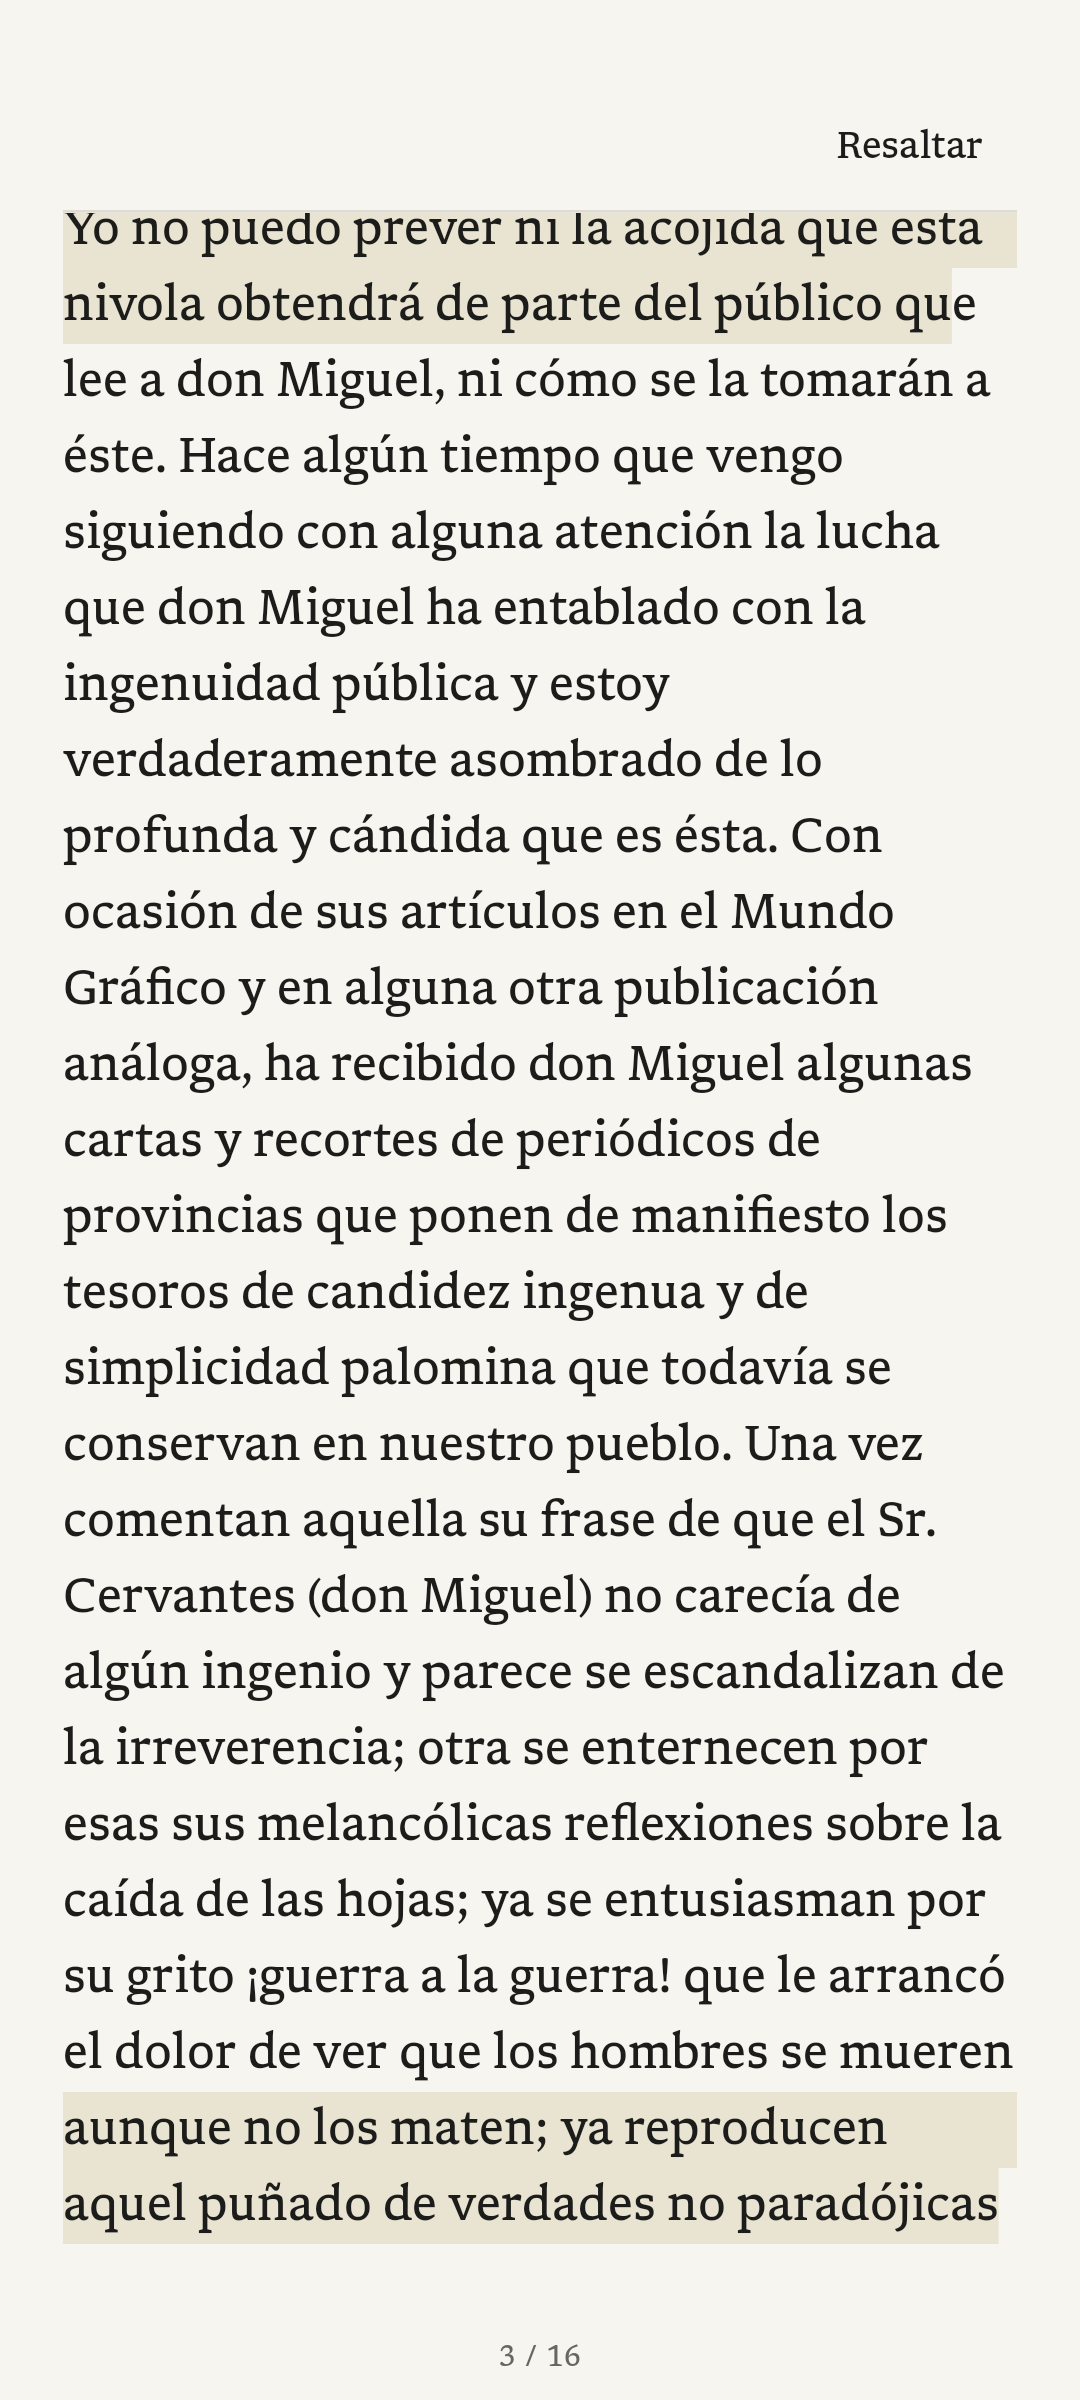 Resaltar
Yo no puedo prever ni la acojida que esta
nivola obtendrá de parte del público que
lee a don Miguel, ni cómo se la tomarán a
éste. Hace algún tiempo que vengo
siguiendo con alguna atención la lucha
que don Miguel ha entablado con la
ingenuidad pública y estoy
verdaderamente asombrado de lo
profunda y cándida que es ésta. Con
ocasión de sus artículos en el Mundo
Gráfico y en alguna otra publicación
análoga, ha recibido don Miguel algunas
cartas y recortes de periódicos de
provincias que ponen de manifiesto los
tesoros de candidez ingenua y de
simplicidad palomina que todavía se
conservan en nuestro pueblo. Una vez
comentan aquella su frase de que el Sr.
Cervantes (don Miguel) no carecía de
algún ingenio y parece se escandalizan de
la irreverencia; otra se enternecen por
esas sus melancólicas reflexiones sobre la
caída de las hojas; ya se entusiasman por
su grito ¡guerra a la guerra! que le arrancó
el dolor de ver que los hombres se mueren
aunque no los maten; ya reproducen
aquel puñado de verdades no paradójicas
3 / 16